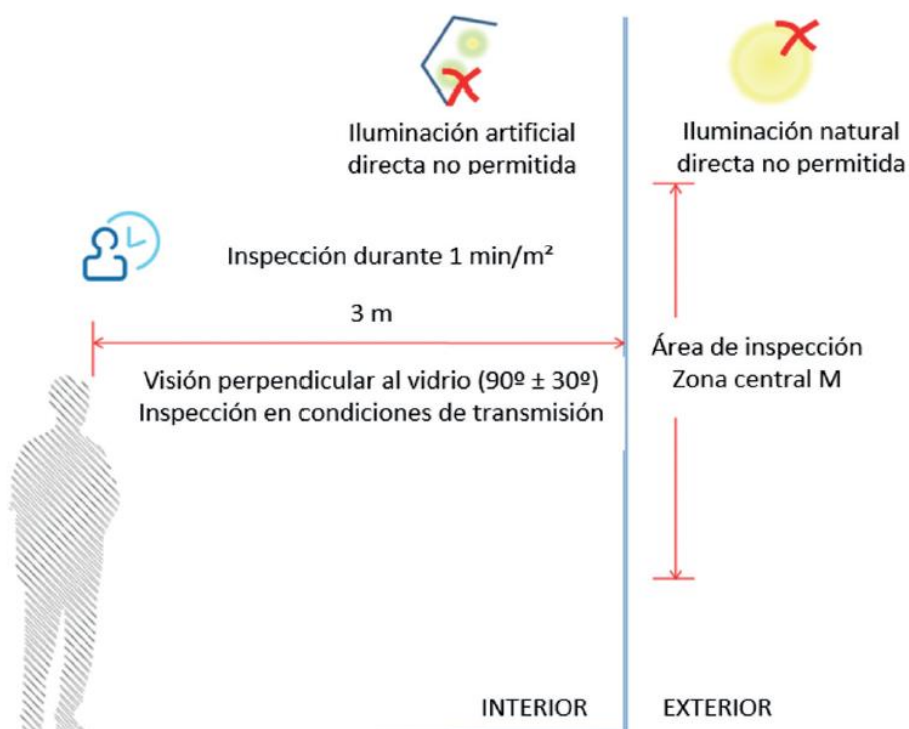 Iluminación artificial
directa no permitida
Iluminación natural
directa no permitida
Inspección durante 1 min/m²
3 m
Visión perpendicular al vidrio (90º ± 30º)
Inspección en condiciones de transmisión
Área de inspección
Zona central M
INTERIOR
EXTERIOR